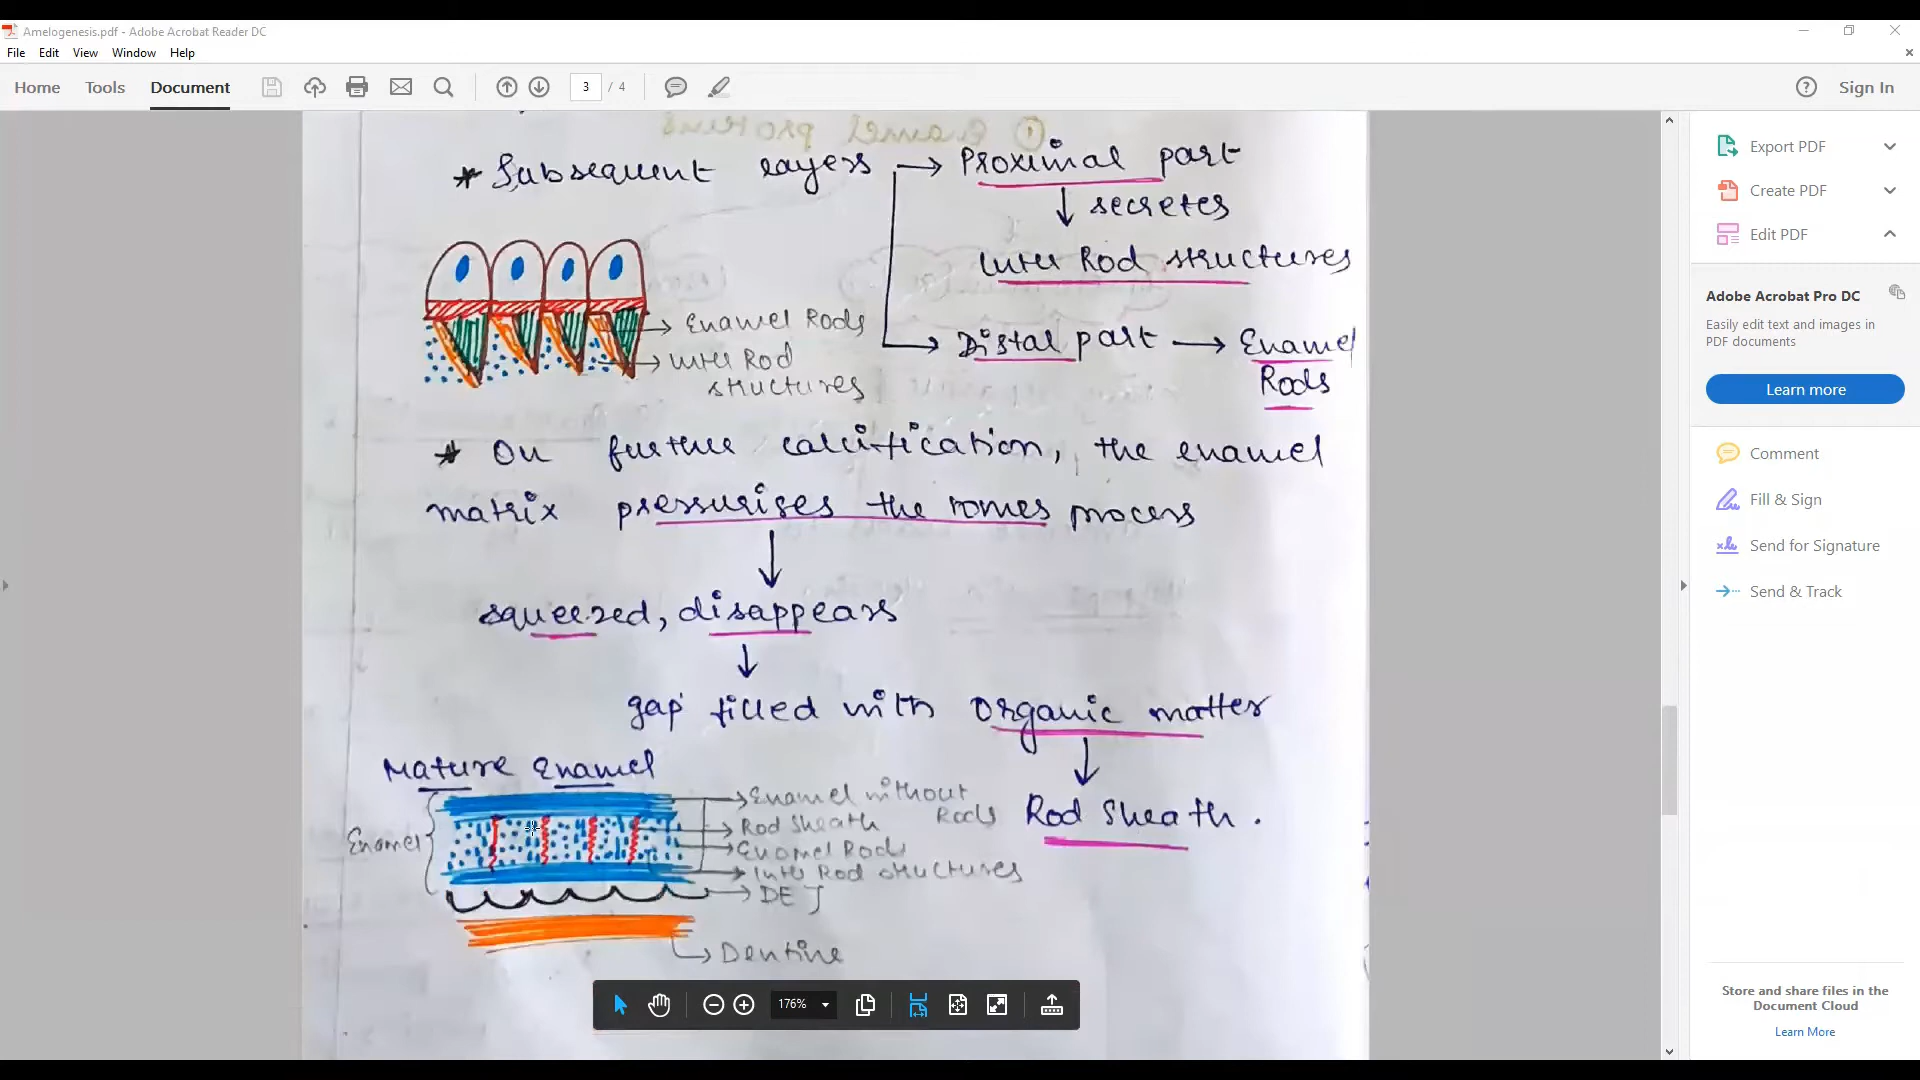 Amelogenesis.pdf - Adobe Acrobat Reader DC
File Edit View Window Help
Home Tools Document 3 / 4 Sign In
* Subsequent layers → Proximal part
↓ secretes
Inter Rod structures
Enamel Rods
Inter Rod structures
Distal part → Enamel Rods
* On further calcification, the enamel
matrix pressurises the tomes process
↓
squeezed, disappears
↓
gap filled with organic matter
↓
Rod Sheath.
Mature Enamel
Enamel
Enamel without Rods
Rod Sheath
Enamel Rods
Inter Rod structures
DEJ
Dentine
176%
Export PDF
Create PDF
Edit PDF
Adobe Acrobat Pro DC
Easily edit text and images in
PDF documents
Learn more
Comment
Fill & Sign
Send for Signature
Send & Track
Store and share files in the
Document Cloud
Learn More